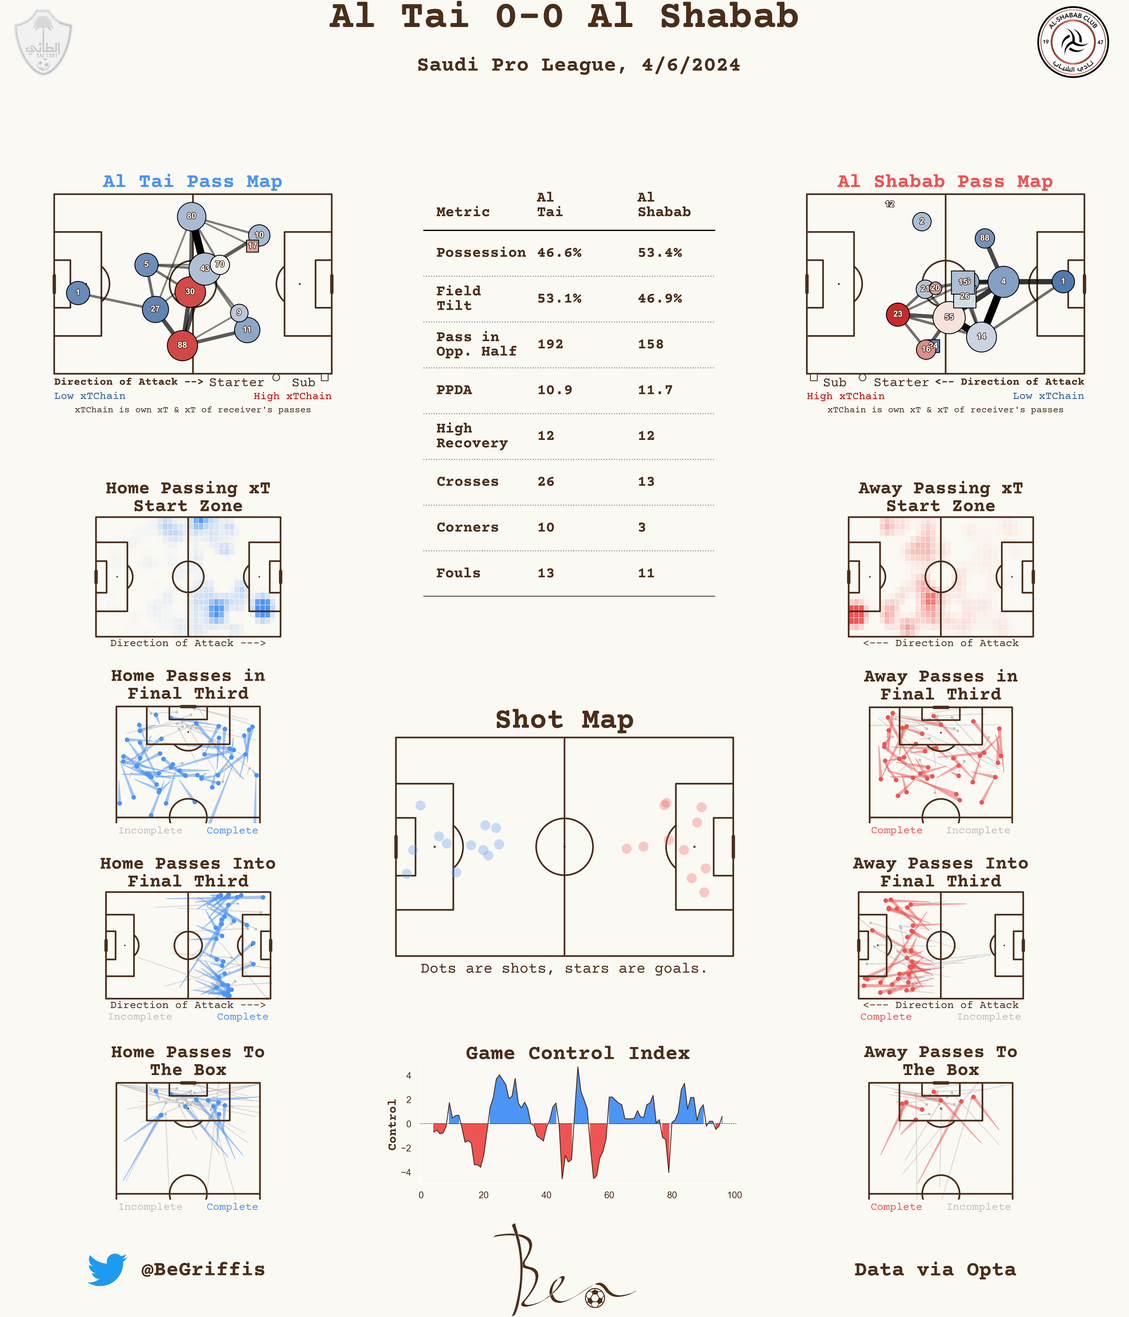 Al Tai 0-0 Al Shabab
Saudi Pro League, 4/6/2024
الطائي
AL-SHABAB CLUB
19 47
نادي الشباب
Al Tai Pass Map
80
10
17
5
43
70
1
30
27
9
11
88
Direction of Attack --> Starter Sub
Low xTChain High xTChain
xTChain is own xT & xT of receiver's passes
Metric Al Tai Al Shabab
Possession 46.6% 53.4%
Field Tilt 53.1% 46.9%
Pass in Opp. Half 192 158
PPDA 10.9 11.7
High Recovery 12 12
Crosses 26 13
Corners 10 3
Fouls 13 11
Al Shabab Pass Map
12
2
88
4
1
23
55
14
16
Sub Starter <-- Direction of Attack
High xTChain Low xTChain
xTChain is own xT & xT of receiver's passes
Home Passing xT
Start Zone
Direction of Attack --->
Away Passing xT
Start Zone
<--- Direction of Attack
Home Passes in
Final Third
Incomplete Complete
Shot Map
Dots are shots, stars are goals.
Away Passes in
Final Third
Complete Incomplete
Home Passes Into
Final Third
Direction of Attack --->
Incomplete Complete
Away Passes Into
Final Third
<--- Direction of Attack
Complete Incomplete
Home Passes To
The Box
Incomplete Complete
Game Control Index
Control
4
2
0
−2
−4
0 20 40 60 80 100
Away Passes To
The Box
Complete Incomplete
@BeGriffis
Ben
Data via Opta